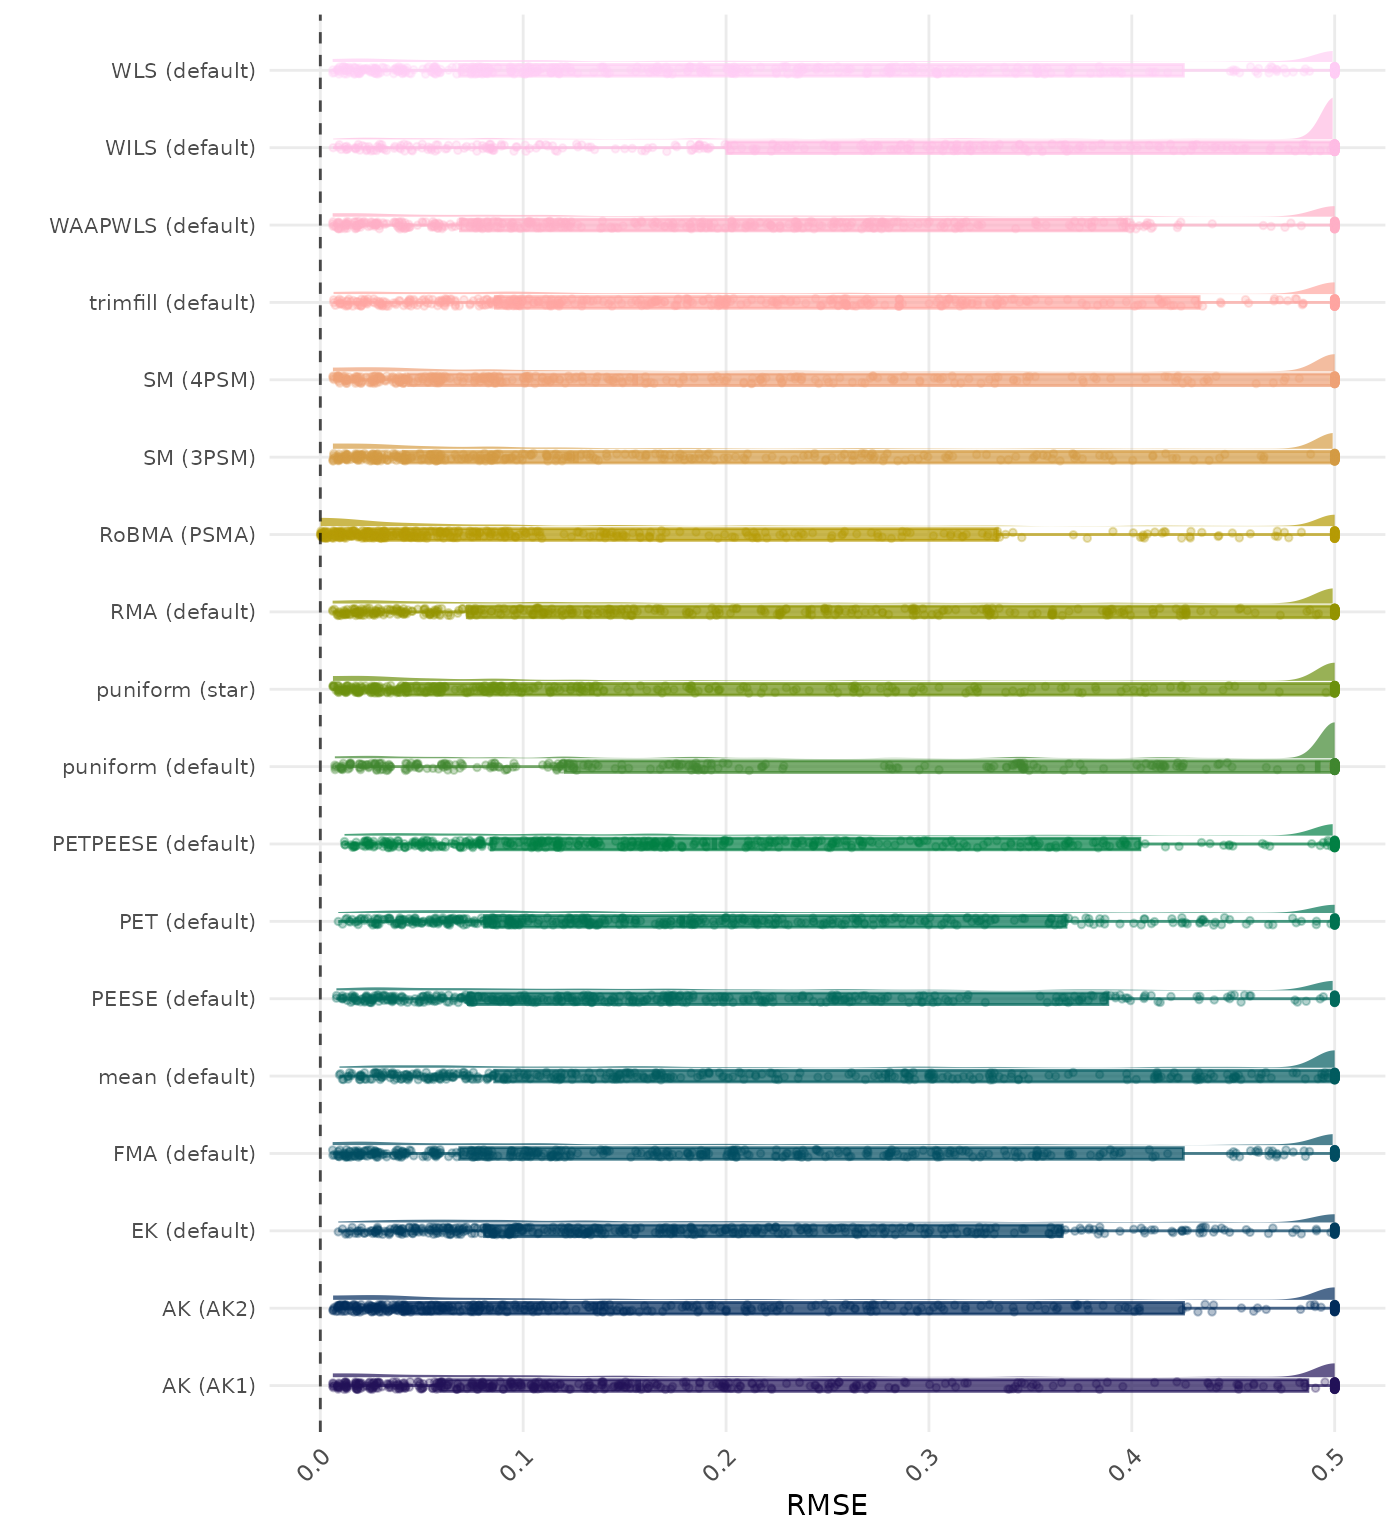 WLS (default)
WILS (default)
WAAPWLS (default)
trimfill (default)
SM (4PSM)
SM (3PSM)
RoBMA (PSMA)
RMA (default)
puniform (star)
puniform (default)
PETPEESE (default)
PET (default)
PEESE (default)
mean (default)
FMA (default)
EK (default)
AK (AK2)
AK (AK1)
0.0 0.1 0.2 0.3 0.4 0.5
RMSE